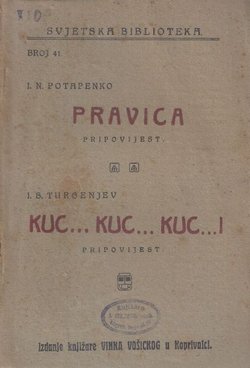 SVJETSKA BIBLIOTEKA.
BROJ 41.
I. N. POTAPENKO
PRAVICA
PRIPOVIJEST.
I. S. TURGENJEV
KUC... KUC... KUC...!
PRIPOVIJEST.
Izdanje knjižare VINKA VOŠICKOG u Koprivnici.